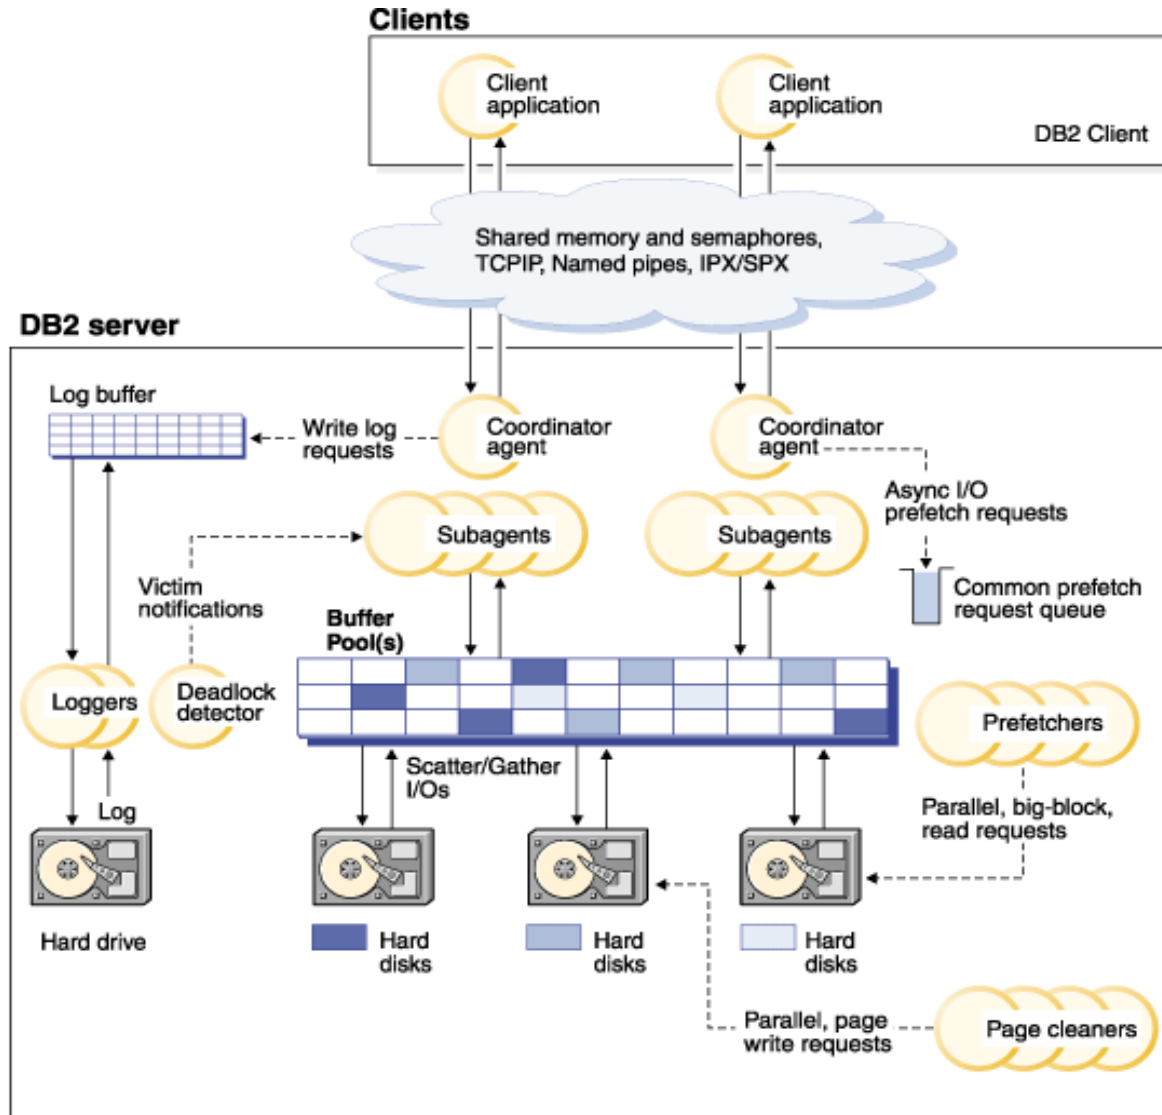 Clients
Client
application
Client
application
DB2 Client
Shared memory and semaphores,
TCPIP, Named pipes, IPX/SPX
DB2 server
Log buffer
Write log
requests
Coordinator
agent
Coordinator
agent
Async I/O
prefetch requests
Subagents
Subagents
Common prefetch
request queue
Victim
notifications
Buffer
Pool(s)
Loggers
Deadlock
detector
Prefetchers
Scatter/Gather
I/Os
Log
Parallel, big-block,
read requests
Hard drive
Hard
disks
Hard
disks
Hard
disks
Parallel, page
write requests
Page cleaners